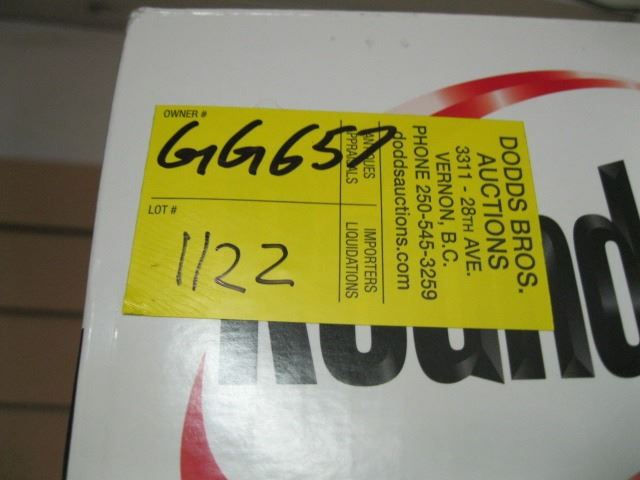 OWNER #
GG657
LOT #
1122
ANTIQUES
APPRAISALS
IMPORTERS
LIQUIDATIONS
DODDS BROS.
AUCTIONS
3311 - 28TH AVE.
VERNON, B.C.
PHONE 250-545-3259
doddsauctions.com
Round